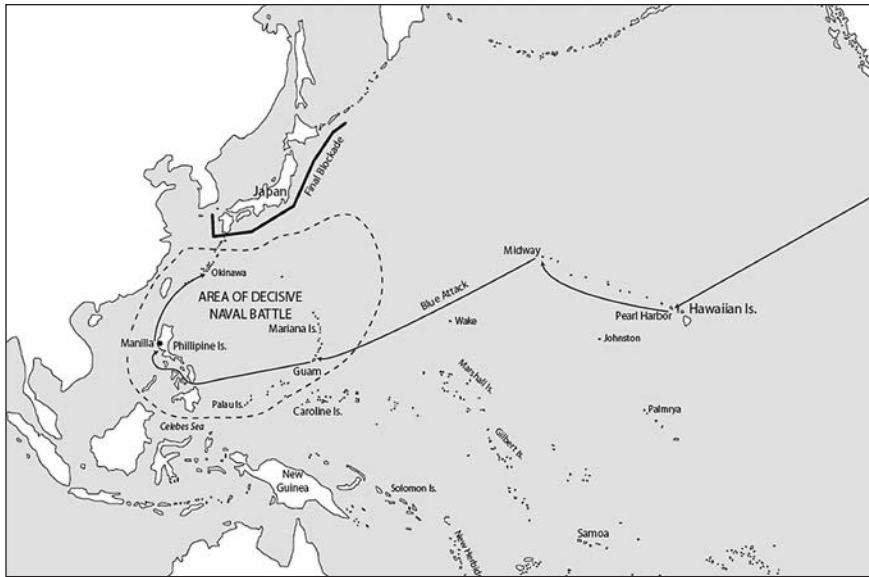 Japan
Final Blockade
Okinawa
AREA OF DECISIVE
NAVAL BATTLE
Midway
Blue Attack
Mariana Is.
Wake
Pearl Harbor
Hawaiian Is.
Johnston
Manilla
Phillipine Is.
Guam
Marshall Is.
Palau Is.
Caroline Is.
Palmrya
Celebes Sea
Gilbert Is.
New
Guinea
Solomon Is.
Samoa
New Herbides